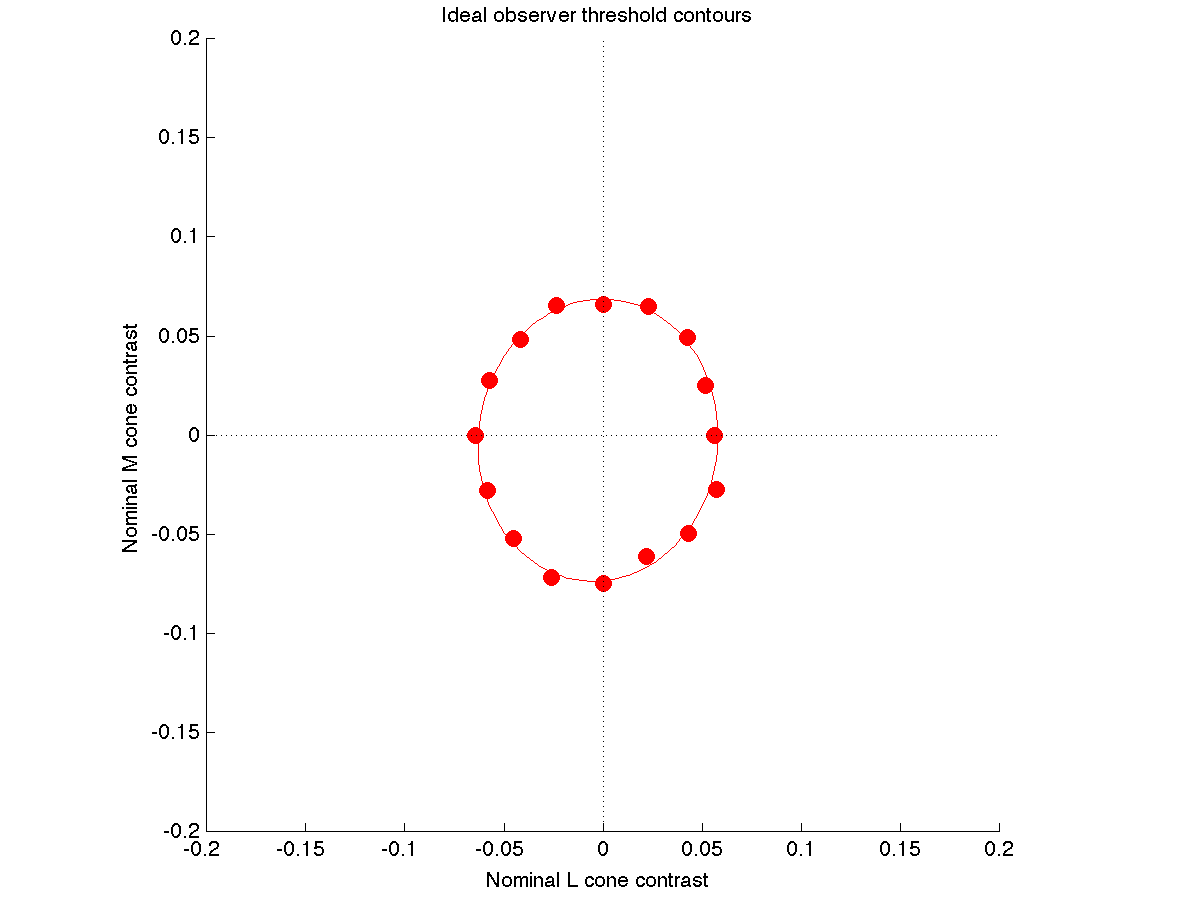 Ideal observer threshold contours
0.2
0.15
0.1
0.05
0
-0.05
-0.1
-0.15
-0.2
Nominal M cone contrast
-0.2 -0.15 -0.1 -0.05 0 0.05 0.1 0.15 0.2
Nominal L cone contrast